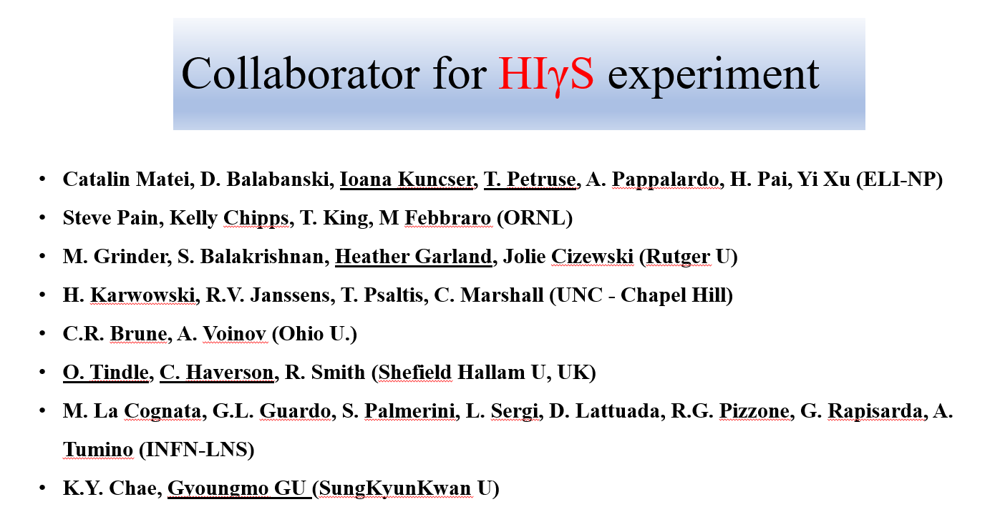 Collaborator for HIγS experiment
• Catalin Matei, D. Balabanski, Ioana Kuncser, T. Petruse, A. Pappalardo, H. Pai, Yi Xu (ELI-NP)
• Steve Pain, Kelly Chipps, T. King, M Febbraro (ORNL)
• M. Grinder, S. Balakrishnan, Heather Garland, Jolie Cizewski (Rutger U)
• H. Karwowski, R.V. Janssens, T. Psaltis, C. Marshall (UNC - Chapel Hill)
• C.R. Brune, A. Voinov (Ohio U.)
• O. Tindle, C. Haverson, R. Smith (Shefield Hallam U, UK)
• M. La Cognata, G.L. Guardo, S. Palmerini, L. Sergi, D. Lattuada, R.G. Pizzone, G. Rapisarda, A.
Tumino (INFN-LNS)
• K.Y. Chae, Gyoungmo GU (SungKyunKwan U)